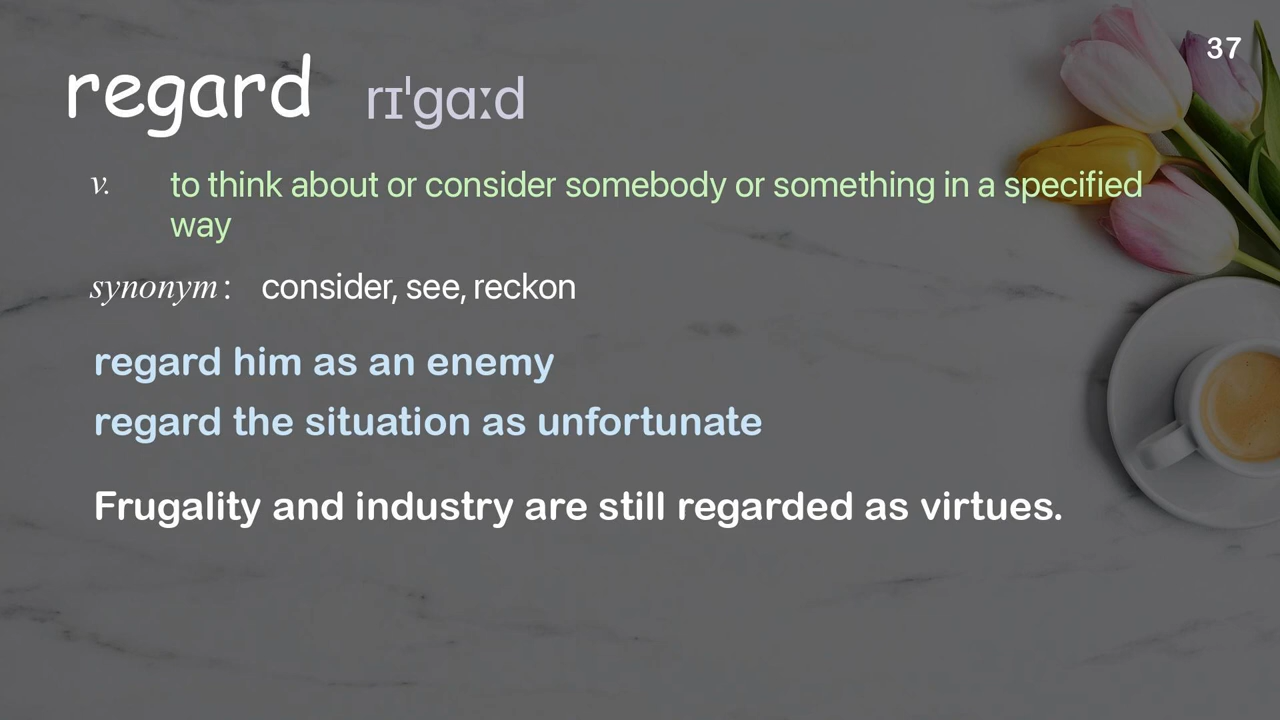 37
regard rɪˈɡɑːd
v. to think about or consider somebody or something in a specified
way
synonym: consider, see, reckon
regard him as an enemy
regard the situation as unfortunate
Frugality and industry are still regarded as virtues.